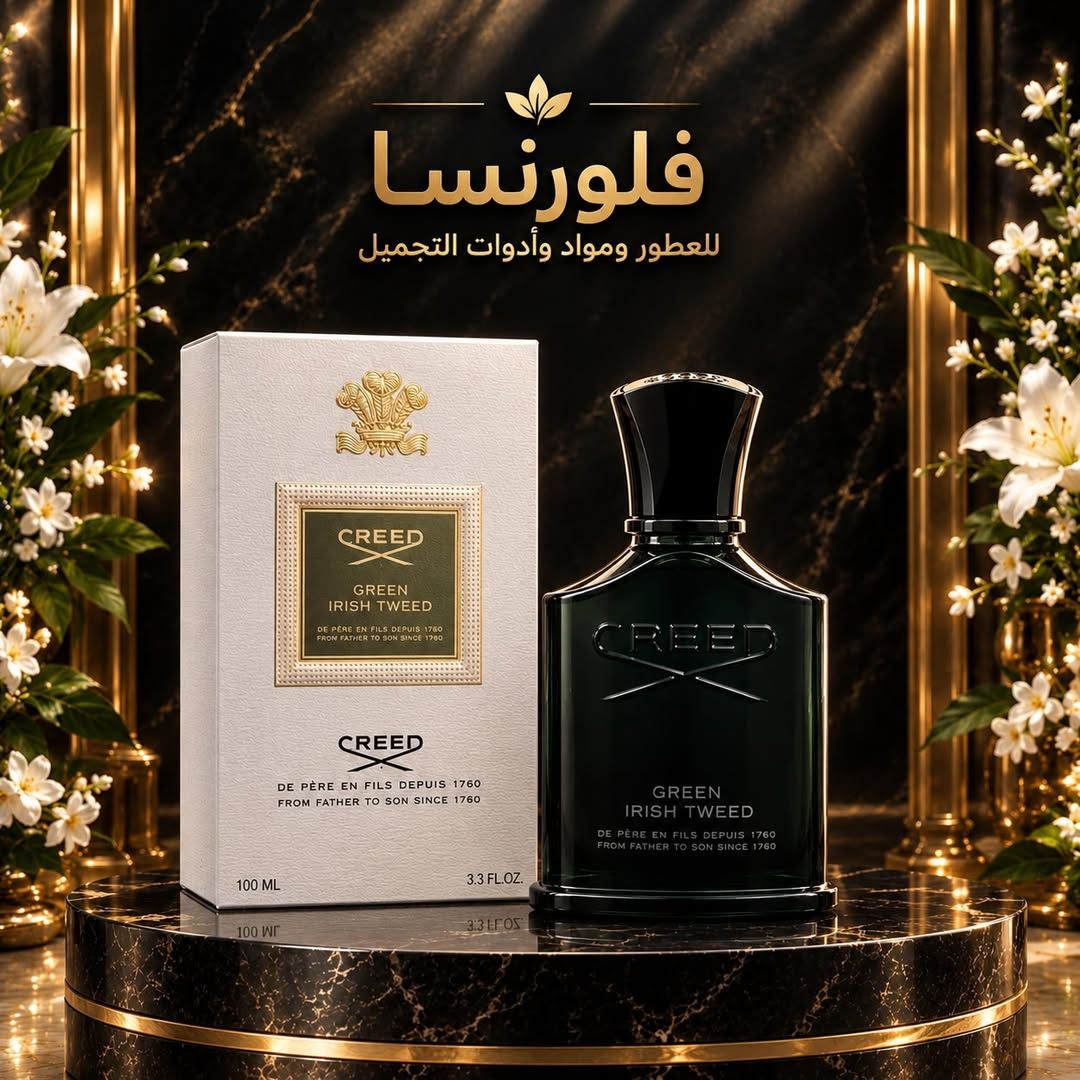 فلورنسا
للعطور ومواد وأدوات التجميل
CREED
GREEN
IRISH TWEED
DE PÈRE EN FILS DEPUIS 1760
FROM FATHER TO SON SINCE 1760
CREED
DE PÈRE EN FILS DEPUIS 1760
FROM FATHER TO SON SINCE 1760
100 ML
3.3 FL.OZ.
CREED
GREEN
IRISH TWEED
DE PÈRE EN FILS DEPUIS 1760
FROM FATHER TO SON SINCE 1760